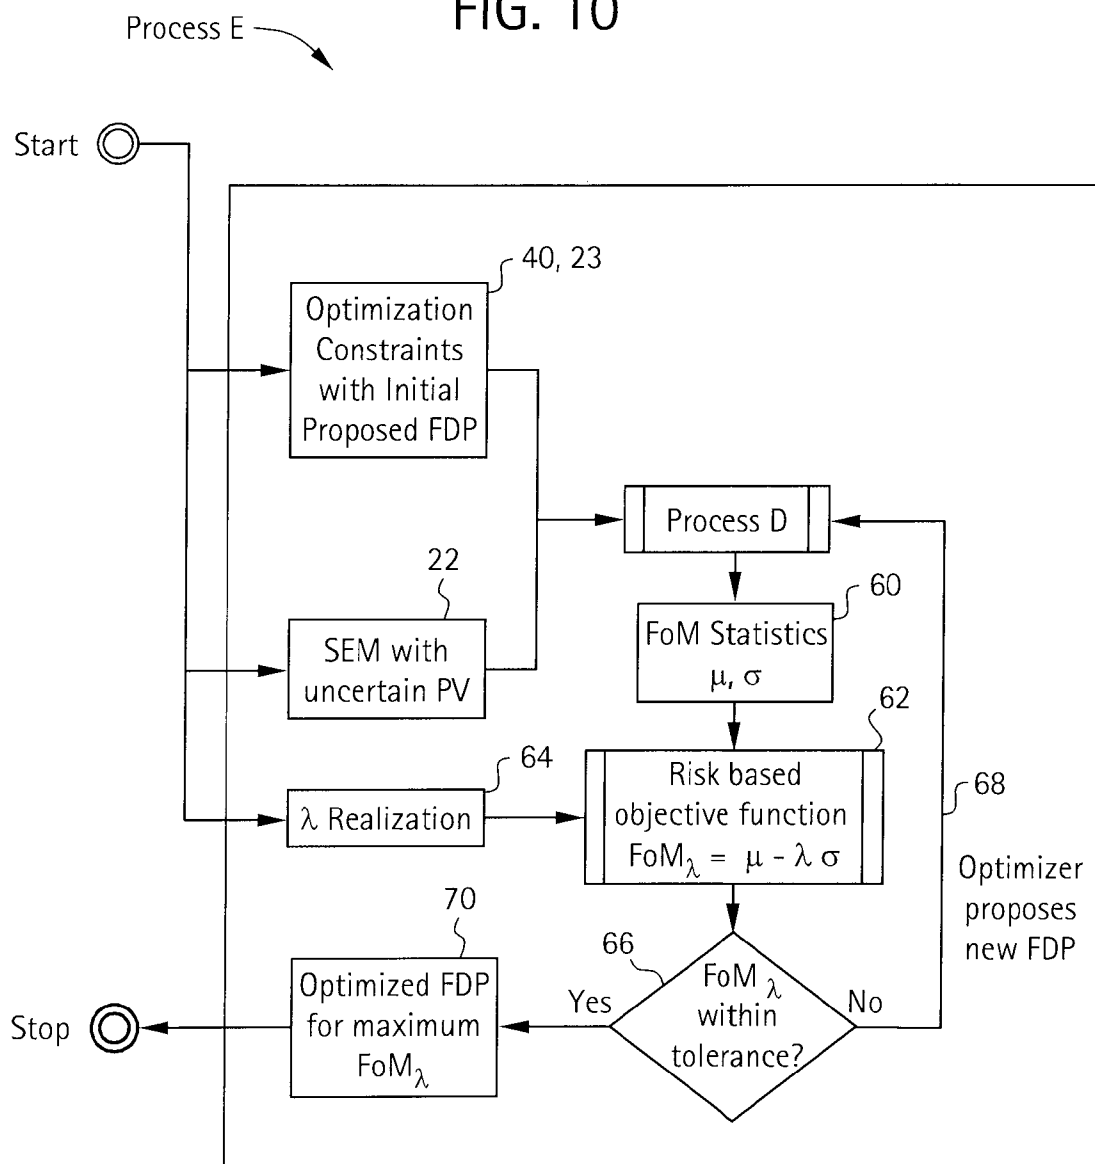 FIG. 10
Process E
Start
40, 23
Optimization
Constraints
with Initial
Proposed FDP
Process D
22
SEM with
uncertain PV
60
FoM Statistics
μ, σ
62
64
λ Realization
Risk based
objective function
FoMλ = μ - λ σ
68
Optimizer
proposes
new FDP
70
Optimized FDP
for maximum
FoMλ
66
FoM λ
within
tolerance?
Yes
No
Stop